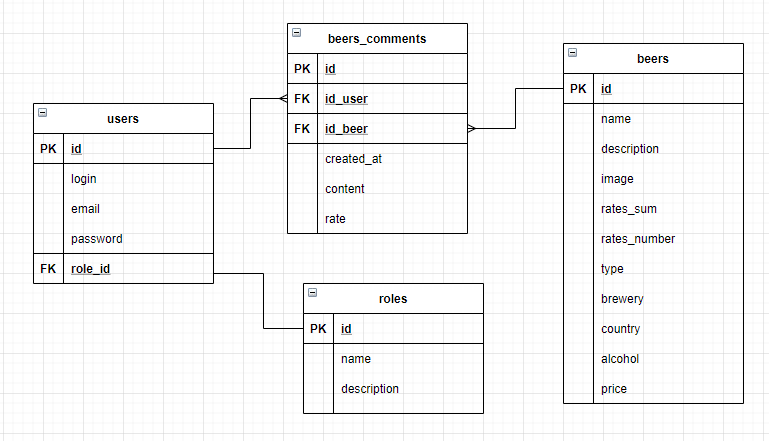 users
PK id
login
email
password
FK role_id
beers_comments
PK id
FK id_user
FK id_beer
created_at
content
rate
roles
PK id
name
description
beers
PK id
name
description
image
rates_sum
rates_number
type
brewery
country
alcohol
price